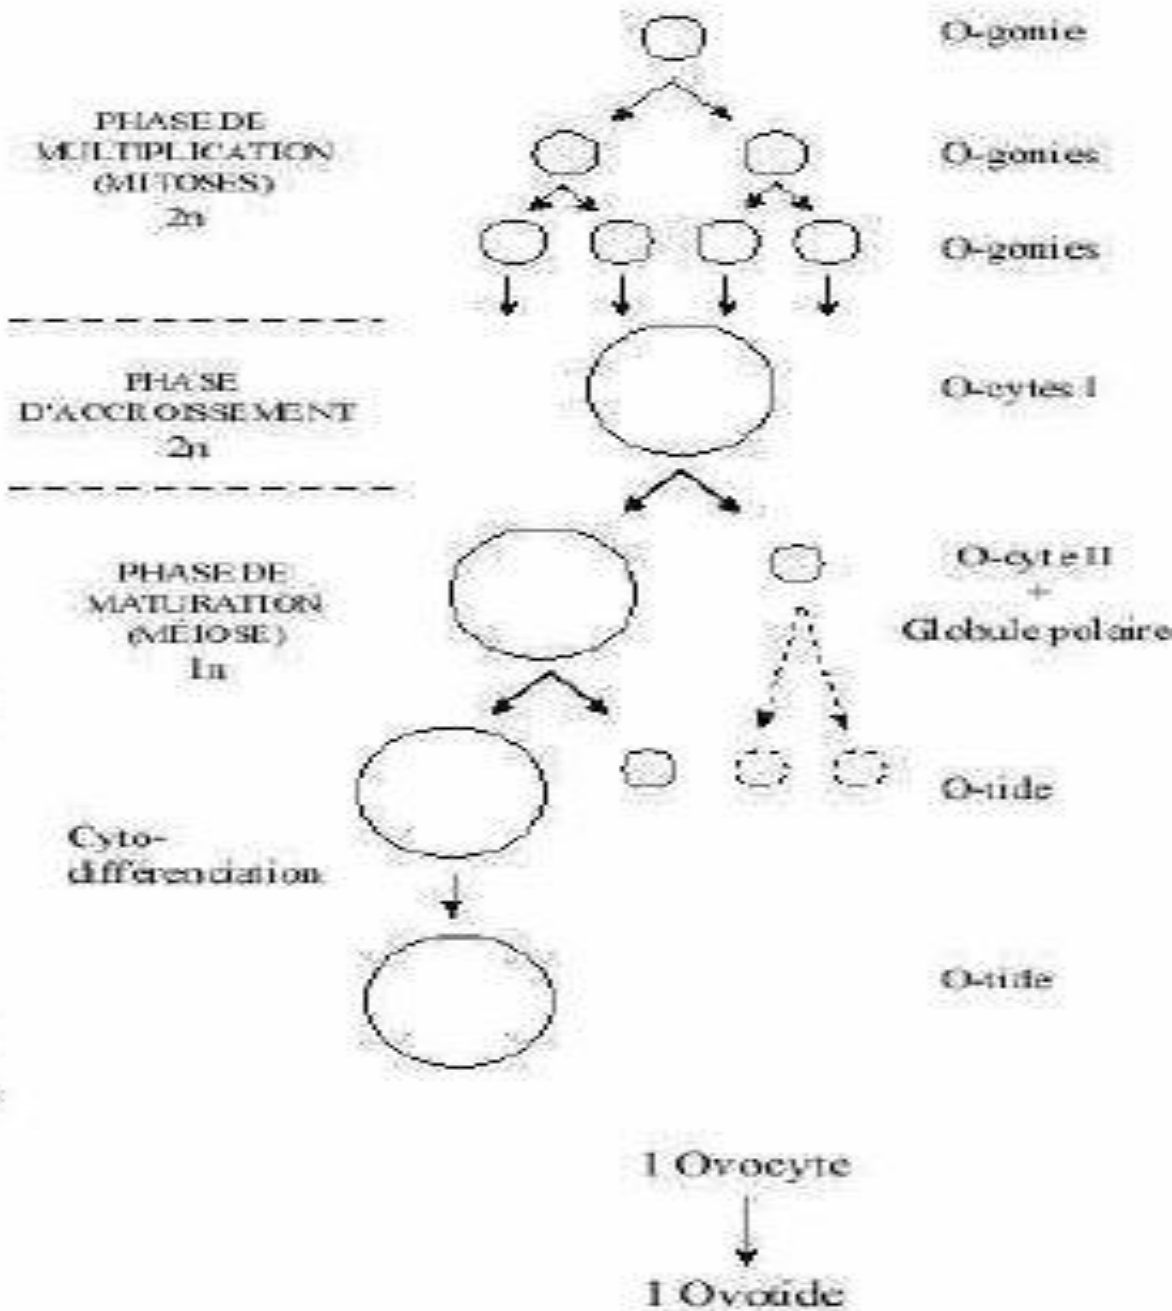 O-gonie
PHASE DE
MULTIPLICATION
(MITOSES)
2n
O-gonies
O-gonies
PHASE
D'ACCROISSEMENT
2n
O-cytes I
PHASE DE
MATURATION
(MÉIOSE)
1n
O-cyte II
+
Globule polaire
O-tide
Cyto-
différenciation
O-tide
1 Ovocyte
1 Ovotide